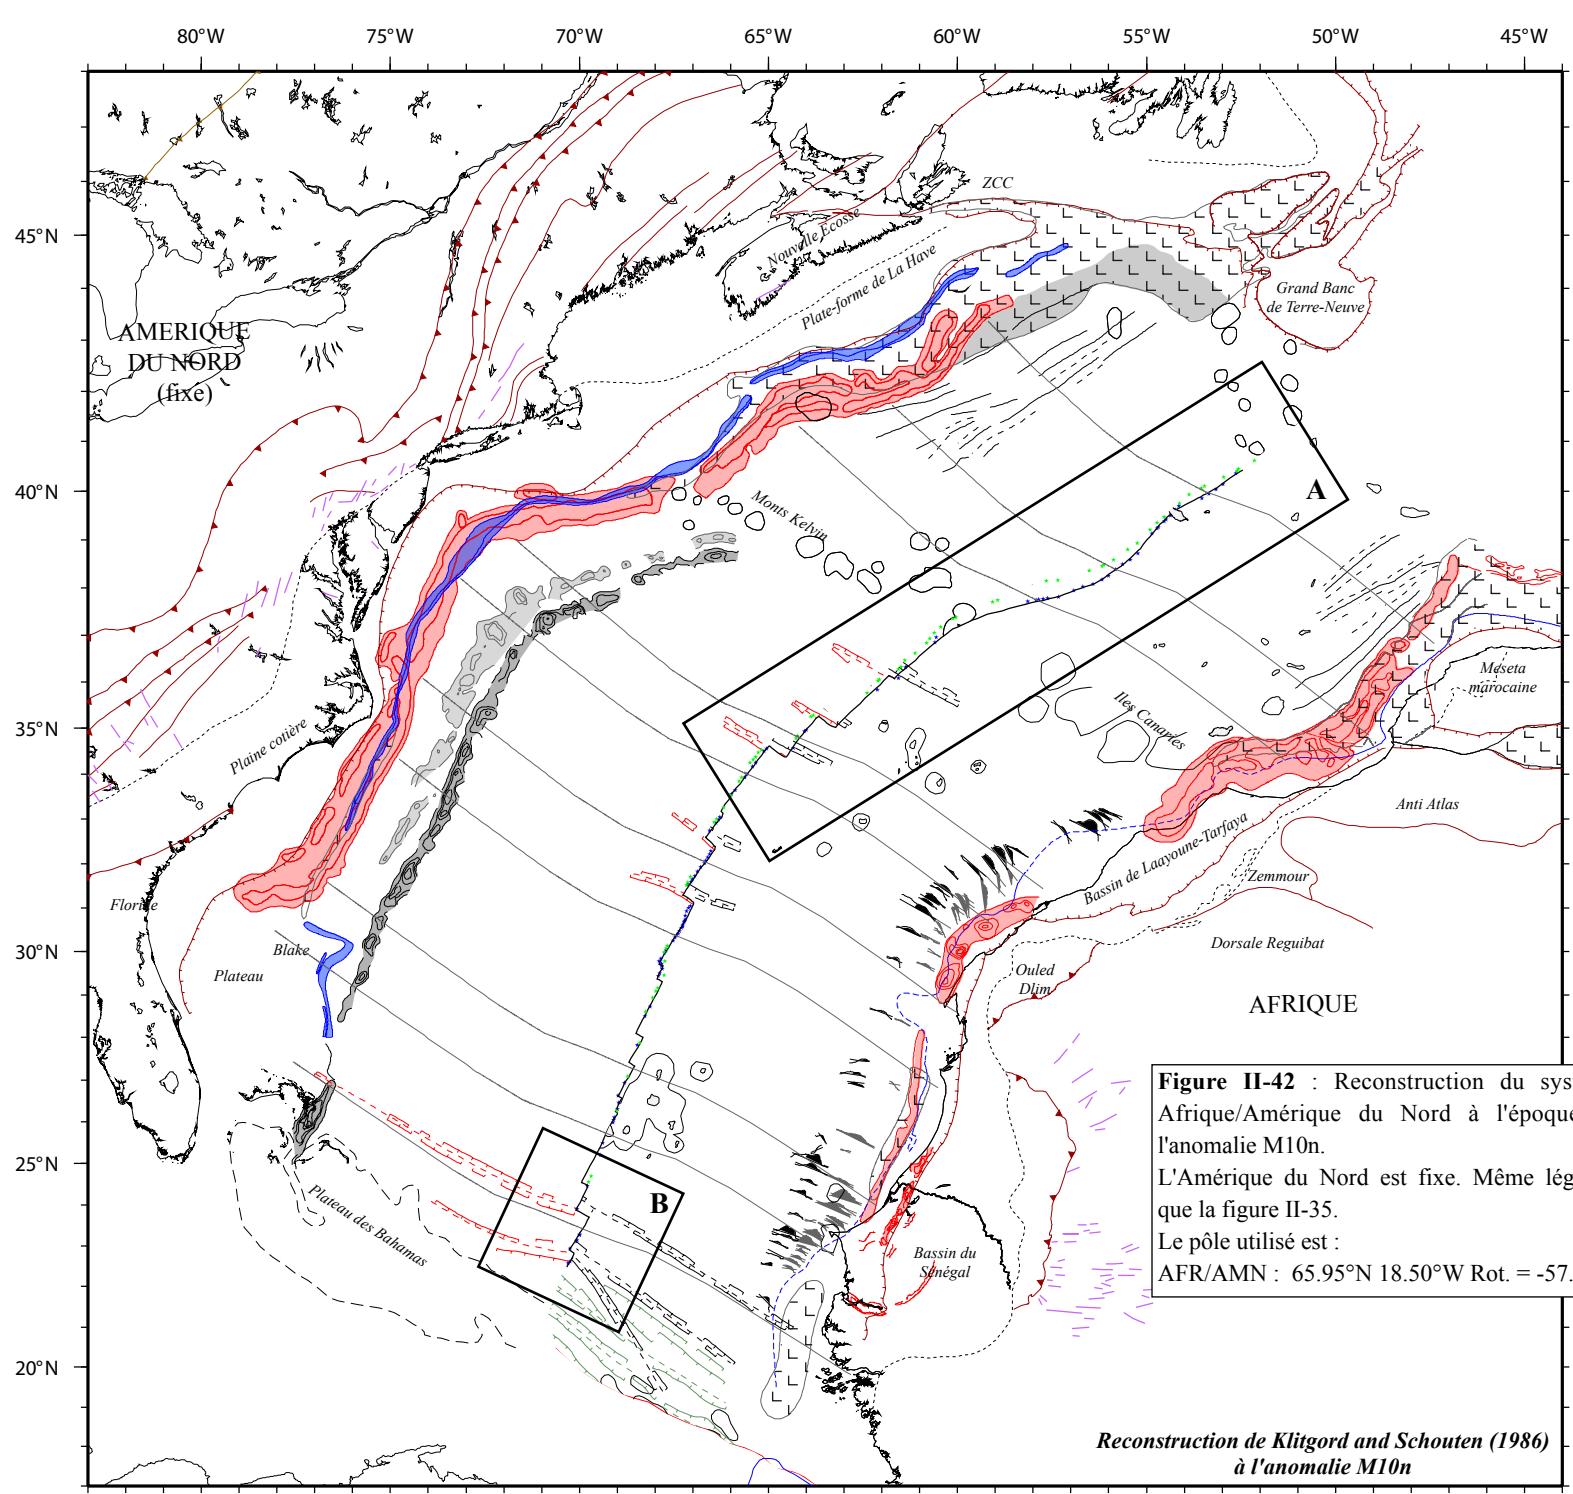 80°W 75°W 70°W 65°W 60°W 55°W 50°W 45°W
45°N
40°N
35°N
30°N
25°N
20°N
AMERIQUE
DU NORD
(fixe)
ZCC
Nouvelle Ecosse
Plate-forme de La Have
Grand Banc
de Terre-Neuve
A
Monts Kelvin
Meseta
marocaine
Iles Canaries
Plaine cotière
Anti Atlas
Bassin de Laayoune-Tarfaya
Zemmour
Floride
Blake
Plateau
Dorsale Reguibat
Ouled
Dlim
AFRIQUE
B
Plateau des Bahamas
Bassin du
Sénégal
Figure II-42 : Reconstruction du sys
Afrique/Amérique du Nord à l'époque
l'anomalie M10n.
L'Amérique du Nord est fixe. Même lég
que la figure II-35.
Le pôle utilisé est :
AFR/AMN : 65.95°N 18.50°W Rot. = -57.
Reconstruction de Klitgord and Schouten (1986)
à l'anomalie M10n